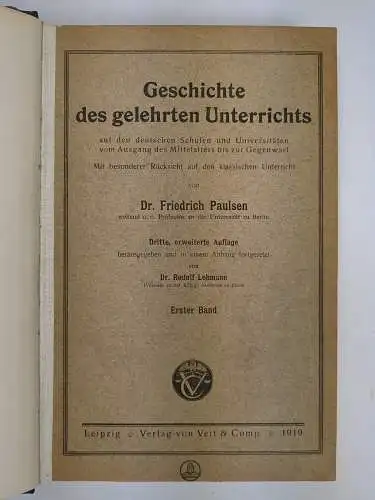 Geschichte
des gelehrten Unterrichts
auf den deutschen Schulen und Universitäten
vom Ausgang des Mittelalters bis zur Gegenwart
Mit besonderer Rücksicht auf den klassischen Unterricht
von
Dr. Friedrich Paulsen
weiland o. ö. Professor an der Universität zu Berlin
Dritte, erweiterte Auflage
herausgegeben und in einem Anhang fortgesetzt
von
Dr. Rudolf Lehmann
Erster Band
VC
Leipzig Verlag von Veit & Comp. 1919